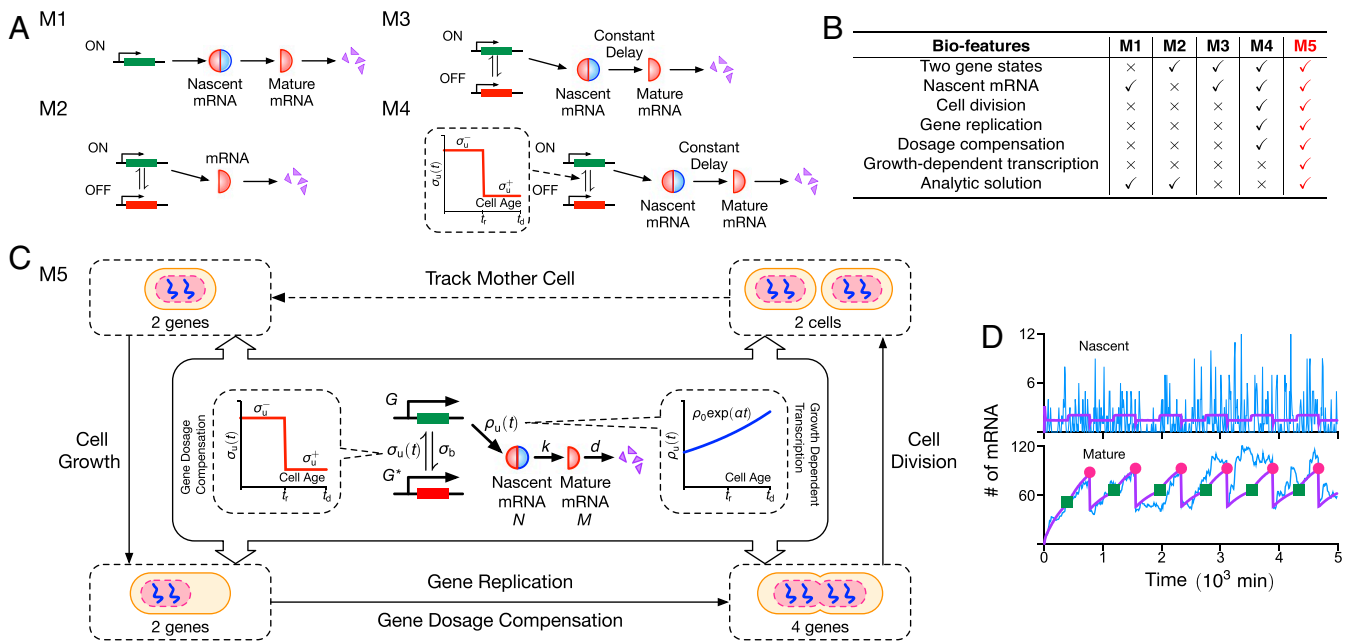 A
M1
ON
Nascent
mRNA
Mature
mRNA
M2
ON
OFF
mRNA
M3
ON
OFF
Constant
Delay
Nascent
mRNA
Mature
mRNA
M4
σu(t)
σu−
σu+
Cell Age
tr
td
ON
OFF
Constant
Delay
Nascent
mRNA
Mature
mRNA
B
Bio-features M1 M2 M3 M4 M5
Two gene states × ✓ ✓ ✓ ✓
Nascent mRNA ✓ × ✓ ✓ ✓
Cell division × × × ✓ ✓
Gene replication × × × ✓ ✓
Dosage compensation × × × ✓ ✓
Growth-dependent transcription × × × × ✓
Analytic solution ✓ ✓ × × ✓
C
M5
2 genes
Track Mother Cell
2 cells
Cell
Growth
Gene Dosage
Compensation
σu(t)
σu−
σu+
Cell Age
tr
td
G
ρu(t)
σu(t)
σb
G*
k
d
Nascent
mRNA
N
Mature
mRNA
M
ρu(t)
ρ0exp(αt)
Cell Age
tr
td
Growth Dependent
Transcription
Cell
Division
2 genes
Gene Replication
Gene Dosage Compensation
4 genes
D
# of mRNA
12
6
0
Nascent
120
60
Mature
0 1 2 3 4 5
Time (10³ min)